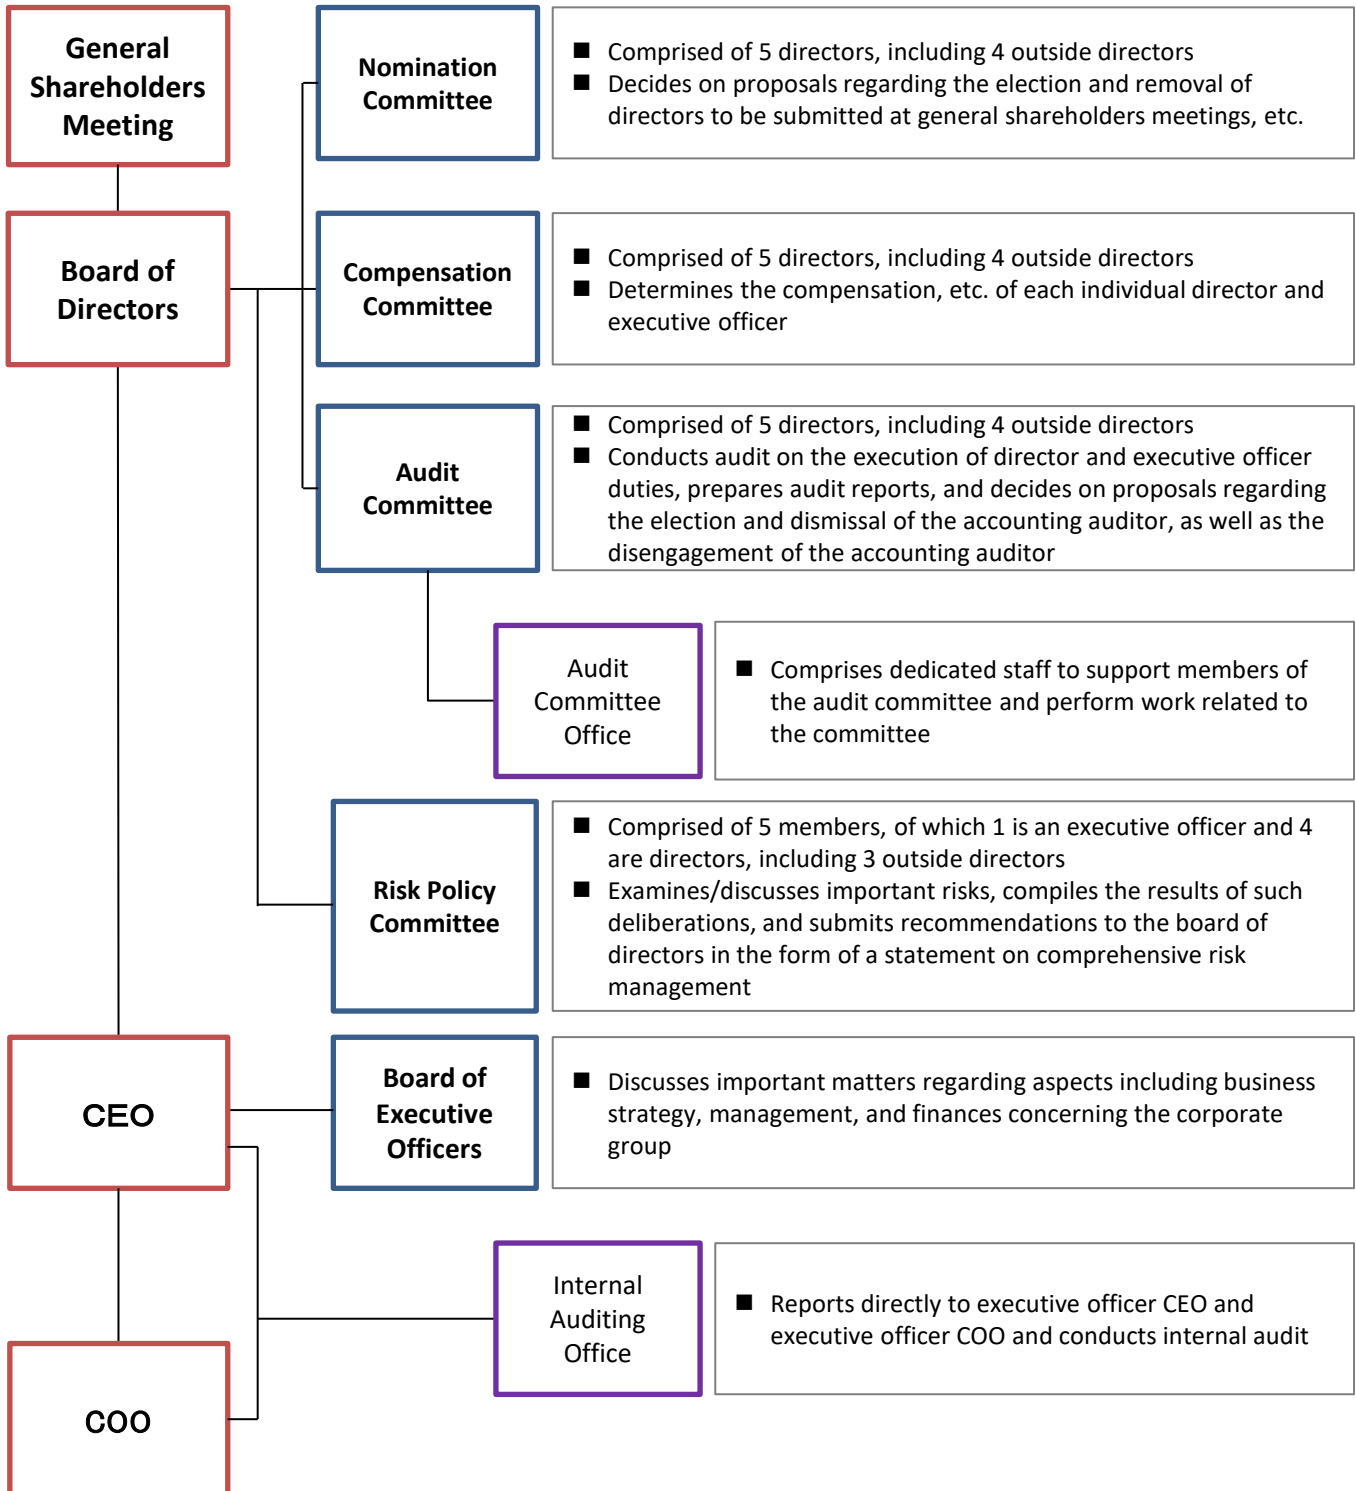 General
Shareholders
Meeting
Nomination
Committee
■ Comprised of 5 directors, including 4 outside directors
■ Decides on proposals regarding the election and removal of
directors to be submitted at general shareholders meetings, etc.
Board of
Directors
Compensation
Committee
■ Comprised of 5 directors, including 4 outside directors
■ Determines the compensation, etc. of each individual director and
executive officer
Audit
Committee
■ Comprised of 5 directors, including 4 outside directors
■ Conducts audit on the execution of director and executive officer
duties, prepares audit reports, and decides on proposals regarding
the election and dismissal of the accounting auditor, as well as the
disengagement of the accounting auditor
Audit
Committee
Office
■ Comprises dedicated staff to support members of
the audit committee and perform work related to
the committee
Risk Policy
Committee
■ Comprised of 5 members, of which 1 is an executive officer and 4
are directors, including 3 outside directors
■ Examines/discusses important risks, compiles the results of such
deliberations, and submits recommendations to the board of
directors in the form of a statement on comprehensive risk
management
CEO
Board of
Executive
Officers
■ Discusses important matters regarding aspects including business
strategy, management, and finances concerning the corporate
group
Internal
Auditing
Office
■ Reports directly to executive officer CEO and
executive officer COO and conducts internal audit
COO